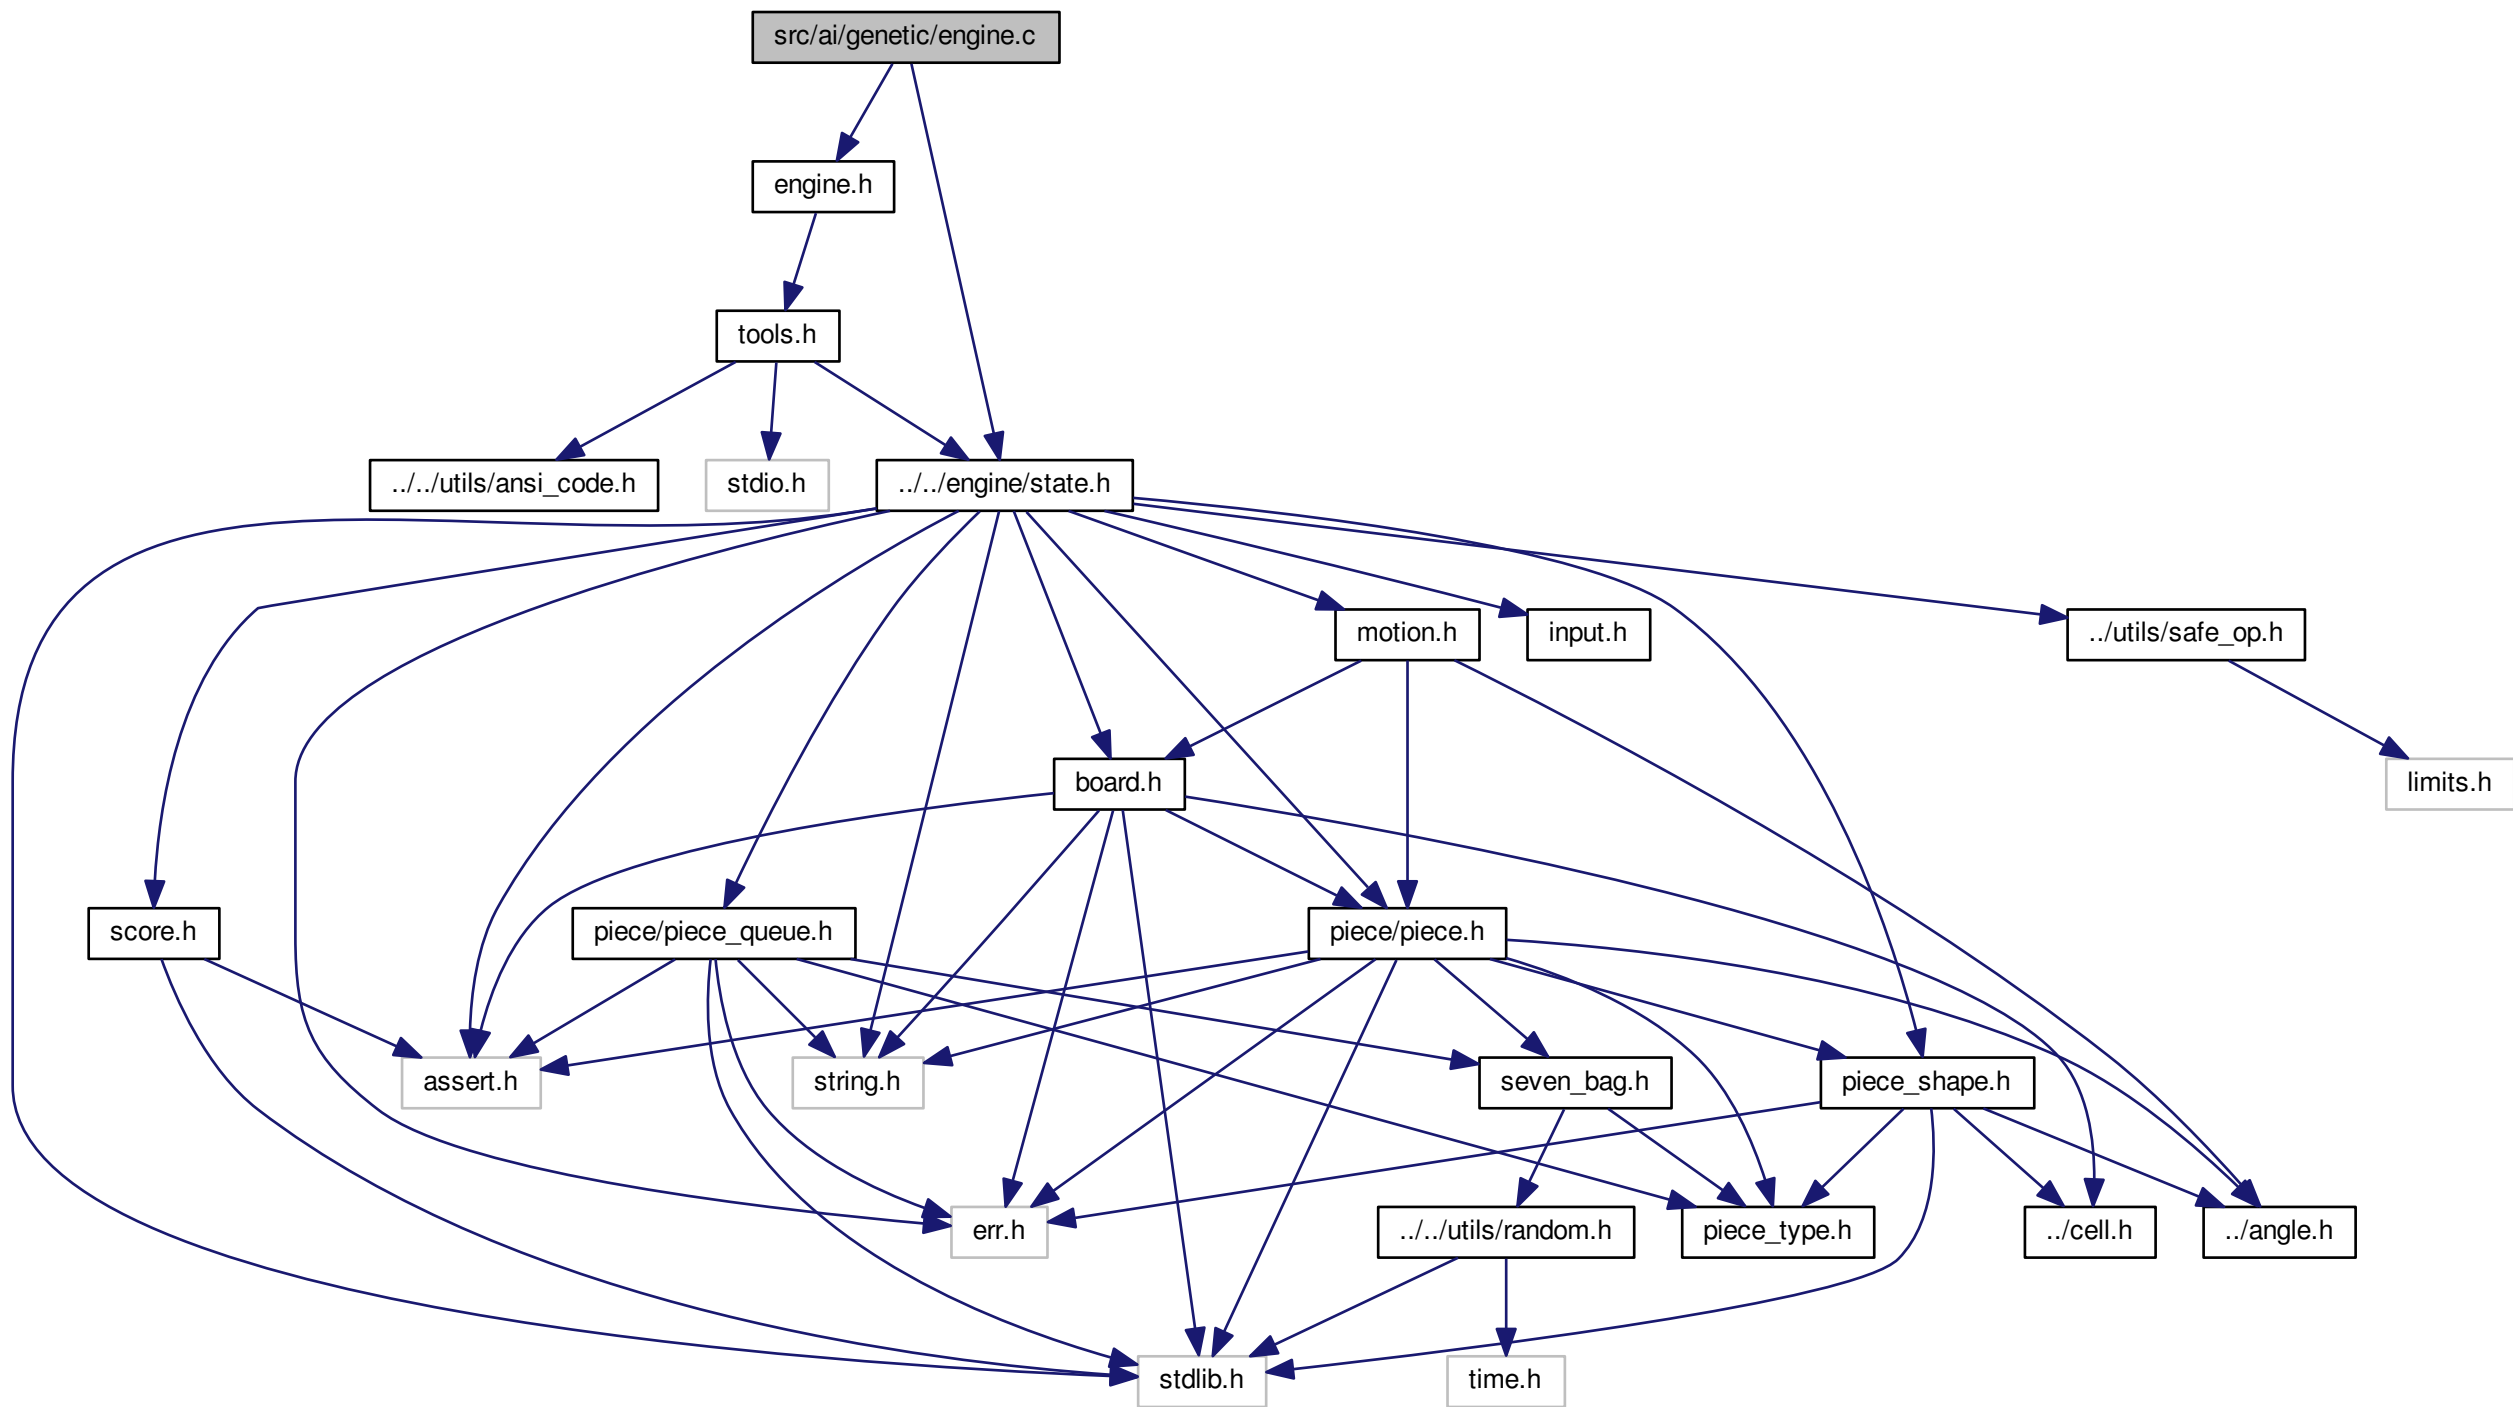 src/ai/genetic/engine.c
engine.h
tools.h
../../utils/ansi_code.h
stdio.h
../../engine/state.h
motion.h
input.h
../utils/safe_op.h
board.h
limits.h
score.h
piece/piece_queue.h
piece/piece.h
assert.h
string.h
seven_bag.h
piece_shape.h
err.h
../../utils/random.h
piece_type.h
../cell.h
../angle.h
stdlib.h
time.h